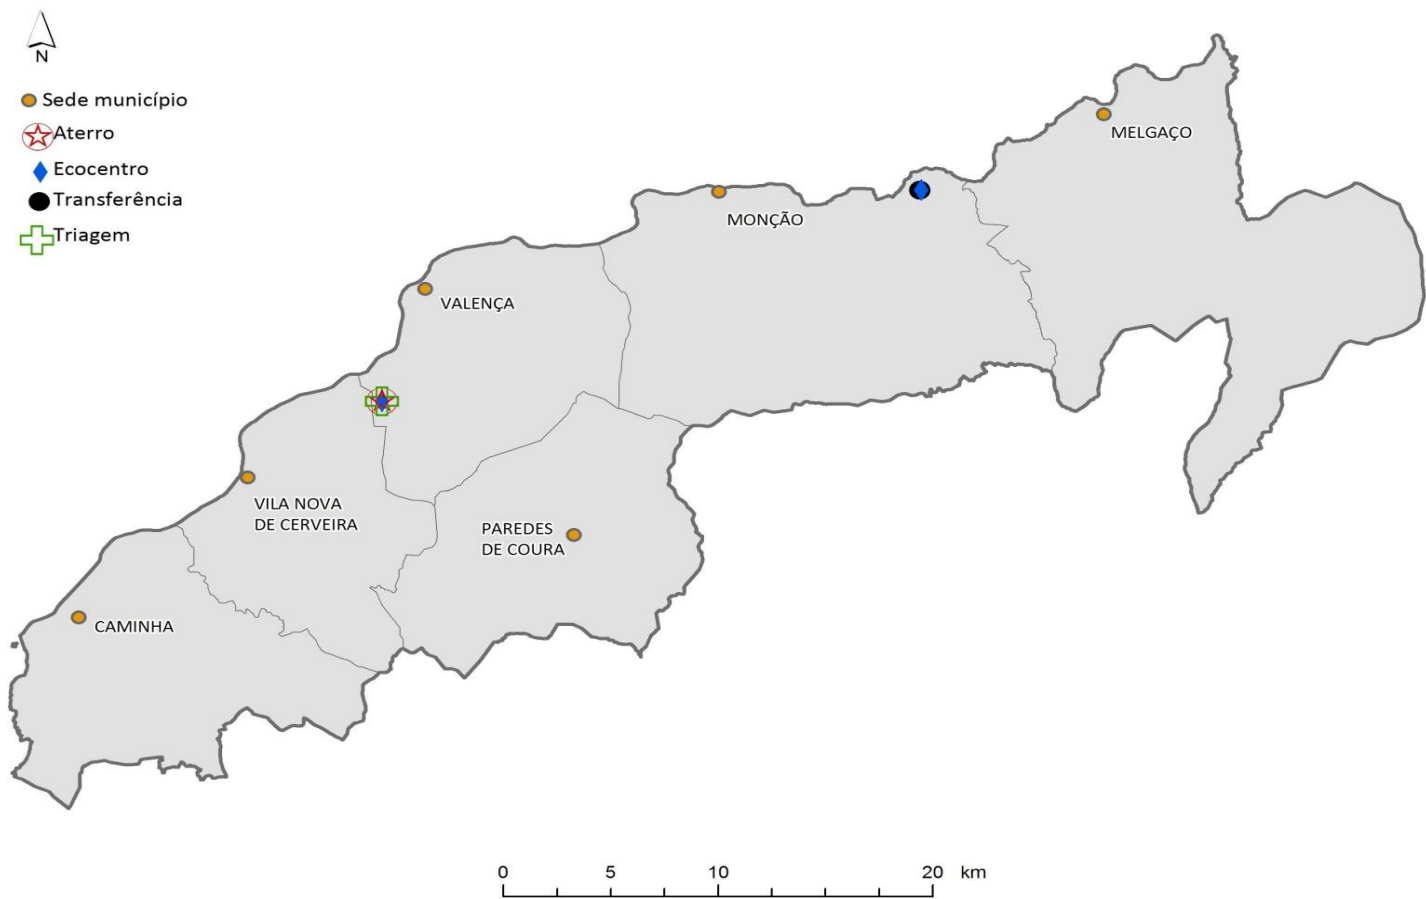 N
Sede município
Aterro
Ecocentro
Transferência
Triagem
MELGAÇO
MONÇÃO
VALENÇA
VILA NOVA
DE CERVEIRA
PAREDES
DE COURA
CAMINHA
0 5 10 20 km